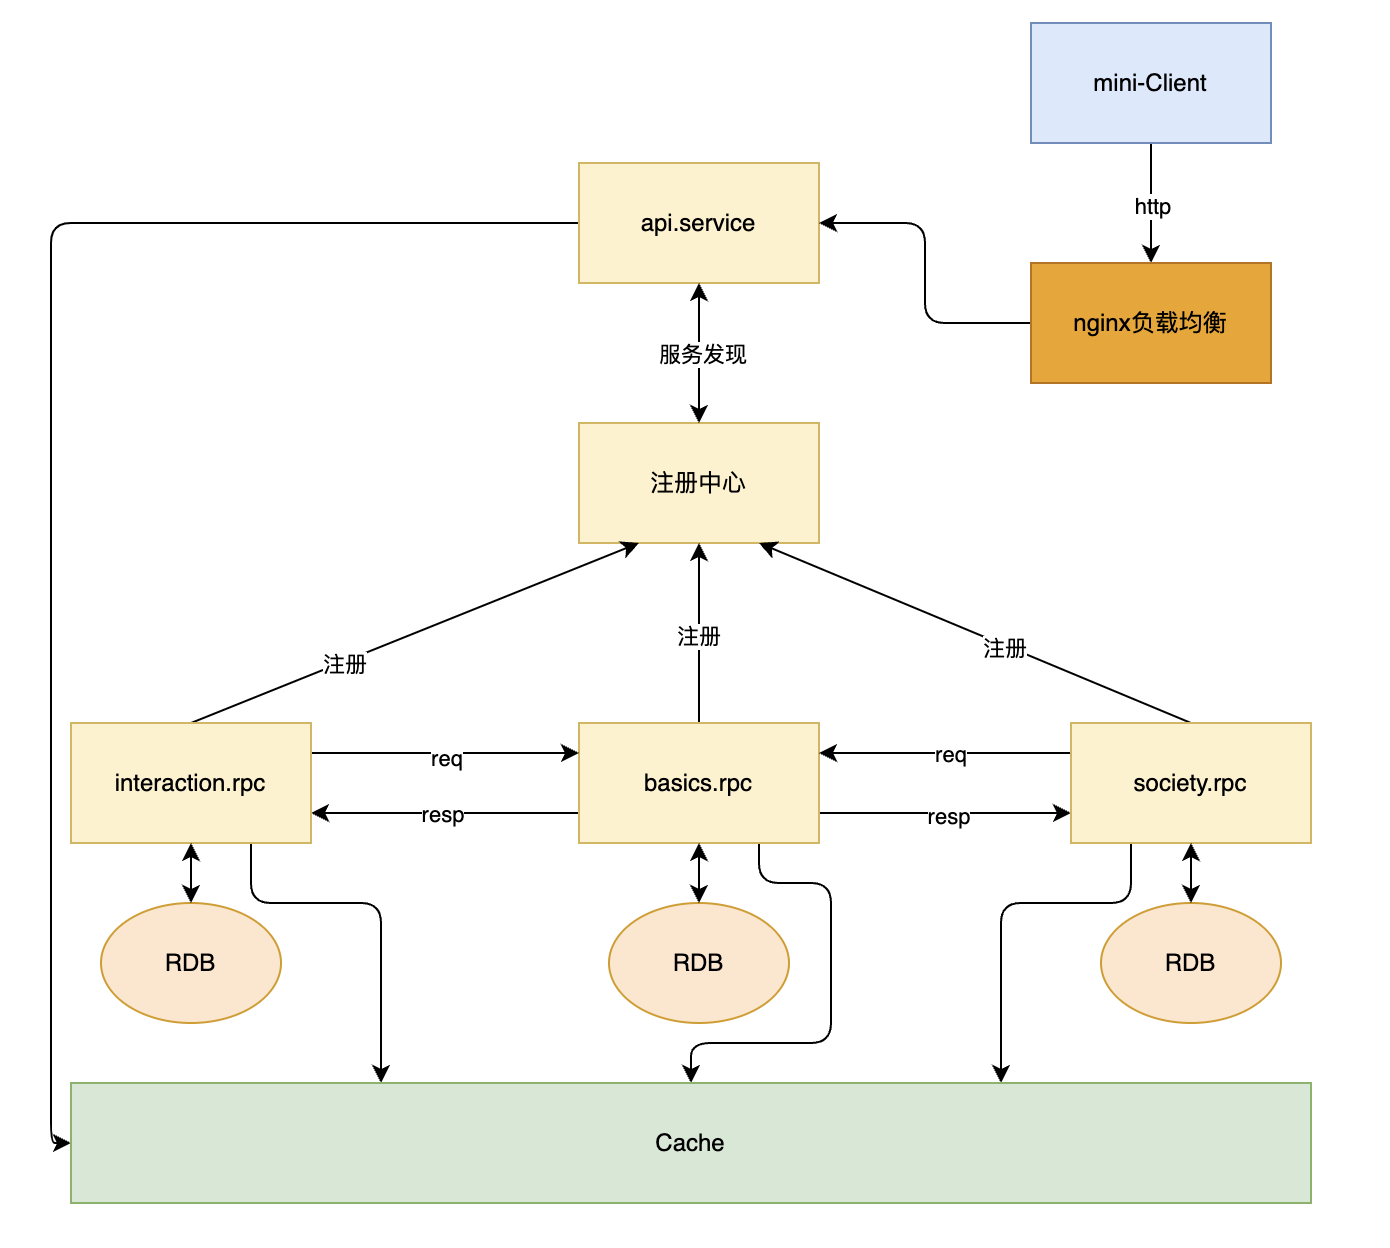 mini-Client
http
api.service
nginx负载均衡
服务发现
注册中心
注册
注册
注册
interaction.rpc
req
resp
basics.rpc
req
resp
society.rpc
RDB
RDB
RDB
Cache